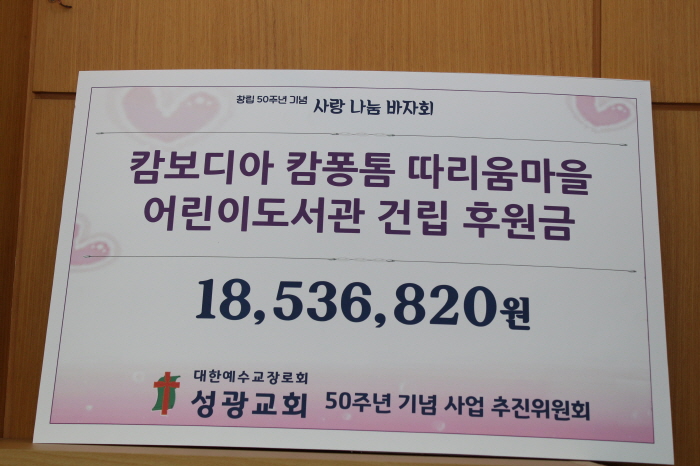 창립 50주년 기념 사랑 나눔 바자회
캄보디아 캄퐁톰 따리움마을
어린이도서관 건립 후원금
18,536,820원
대한예수교장로회
성광교회 50주년 기념 사업 추진위원회